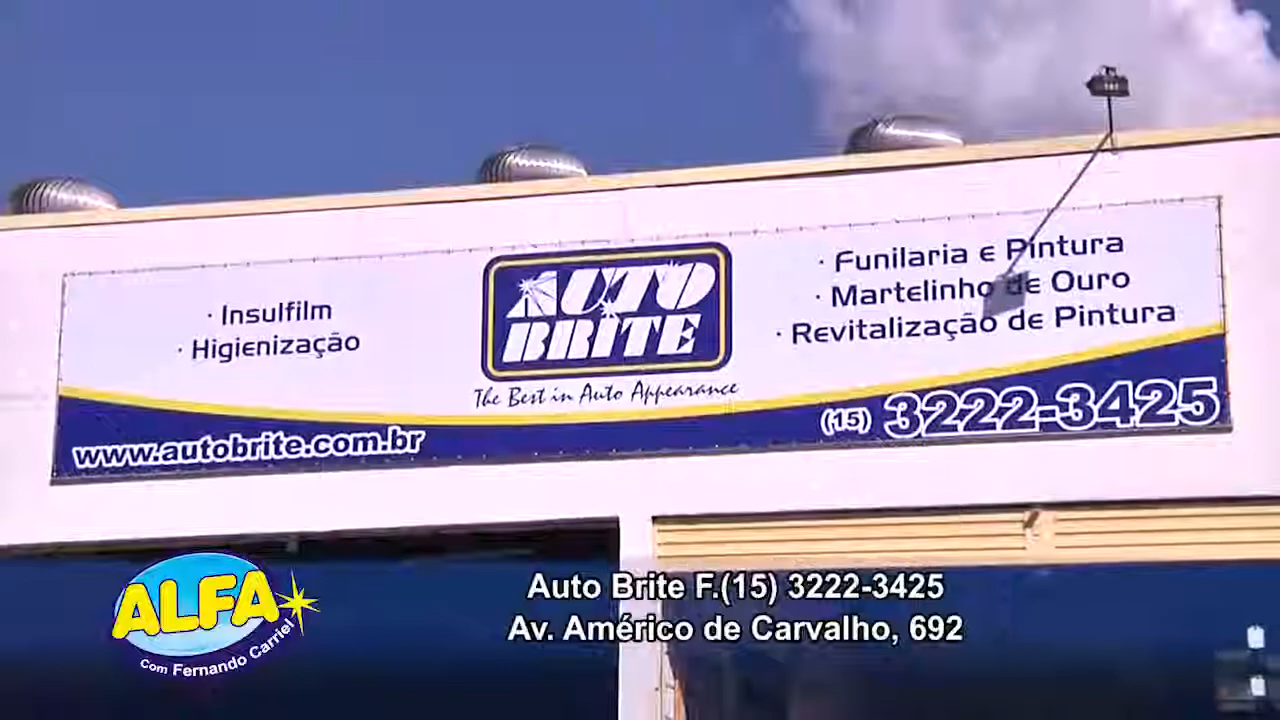 · Insulfilm
· Higienização
AUTO
BRITE
The Best in Auto Appearance
· Funilaria e Pintura
· Martelinho de Ouro
· Revitalização de Pintura
www.autobrite.com.br
(15) 3222-3425
ALFA
Com Fernando Carriel
Auto Brite F.(15) 3222-3425
Av. Américo de Carvalho, 692